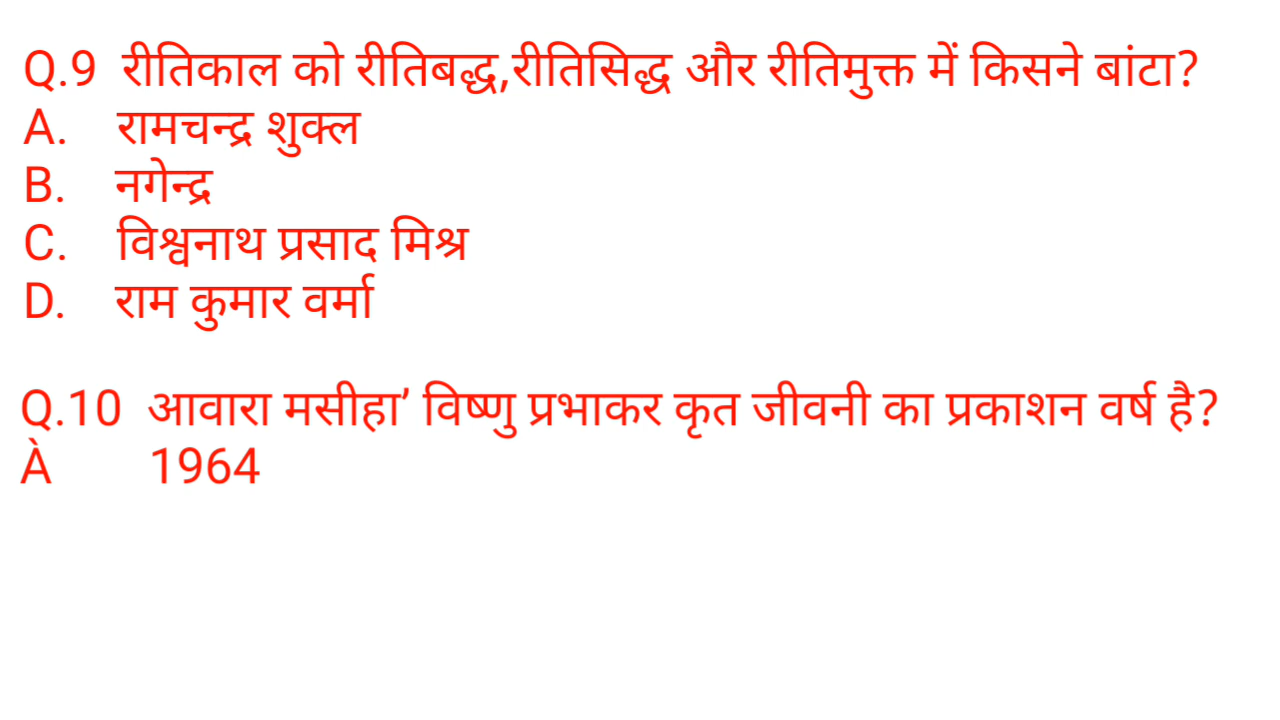 Q.9 रीतिकाल को रीतिबद्ध,रीतिसिद्ध और रीतिमुक्त में किसने बांटा?
A. रामचन्द्र शुक्ल
B. नगेन्द्र
C. विश्वनाथ प्रसाद मिश्र
D. राम कुमार वर्मा
Q.10 आवारा मसीहा’ विष्णु प्रभाकर कृत जीवनी का प्रकाशन वर्ष है?
À 1964